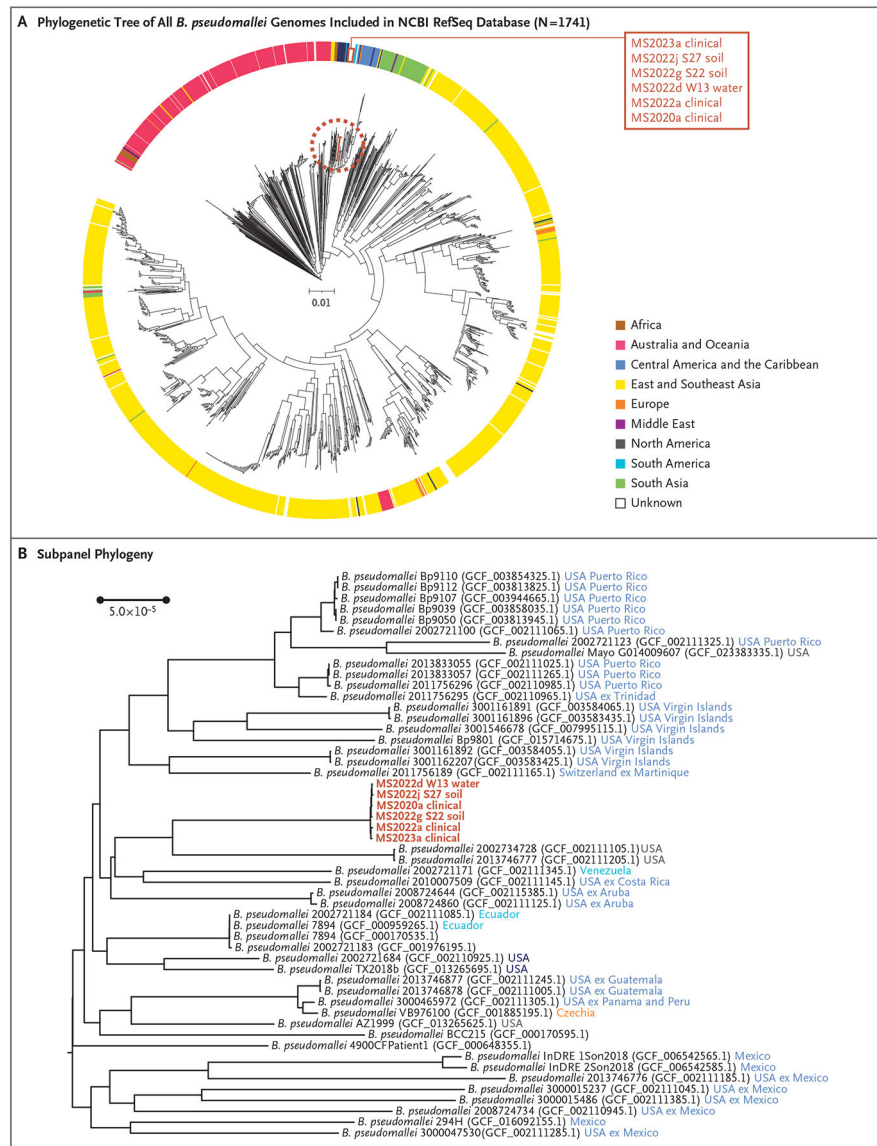 A Phylogenetic Tree of All B. pseudomallei Genomes Included in NCBI RefSeq Database (N=1741)
MS2023a clinical
MS2022j S27 soil
MS2022g S22 soil
MS2022d W13 water
MS2022a clinical
MS2020a clinical
0.01
Africa
Australia and Oceania
Central America and the Caribbean
East and Southeast Asia
Europe
Middle East
North America
South America
South Asia
Unknown
B Subpanel Phylogeny
5.0×10⁻⁵
B. pseudomallei Bp9110 (GCF_003854325.1) USA Puerto Rico
B. pseudomallei Bp9112 (GCF_003813825.1) USA Puerto Rico
B. pseudomallei Bp9107 (GCF_003944665.1) USA Puerto Rico
B. pseudomallei Bp9039 (GCF_003858035.1) USA Puerto Rico
B. pseudomallei Bp9050 (GCF_003813945.1) USA Puerto Rico
B. pseudomallei 2002721100 (GCF_002111065.1) USA Puerto Rico
B. pseudomallei 2002721123 (GCF_002111325.1) USA Puerto Rico
B. pseudomallei Mayo G014009607 (GCF_023383335.1) USA
B. pseudomallei 2013833055 (GCF_002111025.1) USA Puerto Rico
B. pseudomallei 2013833057 (GCF_002111265.1) USA Puerto Rico
B. pseudomallei 2011756296 (GCF_002110985.1) USA Puerto Rico
B. pseudomallei 2011756295 (GCF_002110965.1) USA ex Trinidad
B. pseudomallei 3001161891 (GCF_003584065.1) USA Virgin Islands
B. pseudomallei 3001161896 (GCF_003583435.1) USA Virgin Islands
B. pseudomallei 3001546678 (GCF_007995115.1) USA Virgin Islands
B. pseudomallei Bp9801 (GCF_015714675.1) USA Virgin Islands
B. pseudomallei 3001161892 (GCF_003584055.1) USA Virgin Islands
B. pseudomallei 3001162207(GCF_003583425.1) USA Virgin Islands
B. pseudomallei 2011756189 (GCF_002111165.1) Switzerland ex Martinique
MS2022d W13 water
MS2022j S27 soil
MS2020a clinical
MS2022g S22 soil
MS2022a clinical
MS2023a clinical
B. pseudomallei 2002734728 (GCF_002111105.1)USA
B. pseudomallei 2013746777 (GCF_002111205.1) USA
B. pseudomallei 2002721171 (GCF_002111345.1) Venezuela
B. pseudomallei 2010007509 (GCF_002111145.1) USA ex Costa Rica
B. pseudomallei 2008724644 (GCF_002115385.1) USA ex Aruba
B. pseudomallei 2008724860 (GCF_002111125.1) USA ex Aruba
B. pseudomallei 2002721184 (GCF_002111085.1) Ecuador
B. pseudomallei 7894 (GCF_000959265.1) Ecuador
B. pseudomallei 7894 (GCF_000170535.1)
B. pseudomallei 2002721183 (GCF_001976195.1)
B. pseudomallei 2002721684 (GCF_002110925.1) USA
B. pseudomallei TX2018b (GCF_013265695.1) USA
B. pseudomallei 2013746877 (GCF_002111245.1) USA ex Guatemala
B. pseudomallei 2013746878 (GCF_002111005.1) USA ex Guatemala
B. pseudomallei 3000465972 (GCF_002111305.1) USA ex Panama and Peru
B. pseudomallei VB976100 (GCF_001885195.1) Czechia
B. pseudomallei AZ1999 (GCF_013265625.1) USA
B. pseudomallei BCC215 (GCF_000170595.1)
B. pseudomallei 4900CFPatient1 (GCF_000648355.1)
B. pseudomallei InDRE 1Son2018 (GCF_006542565.1) Mexico
B. pseudomallei InDRE 2Son2018 (GCF_006542585.1) Mexico
B. pseudomallei 2013746776 (GCF_002111185.1) USA ex Mexico
B. pseudomallei 3000015237 (GCF_002111045.1) USA ex Mexico
B. pseudomallei 3000015486 (GCF_002111385.1) USA ex Mexico
B. pseudomallei 2008724734 (GCF_002110945.1) USA ex Mexico
B. pseudomallei 294H (GCF_016092155.1) Mexico
B. pseudomallei 3000047530(GCF_002111285.1) USA ex Mexico